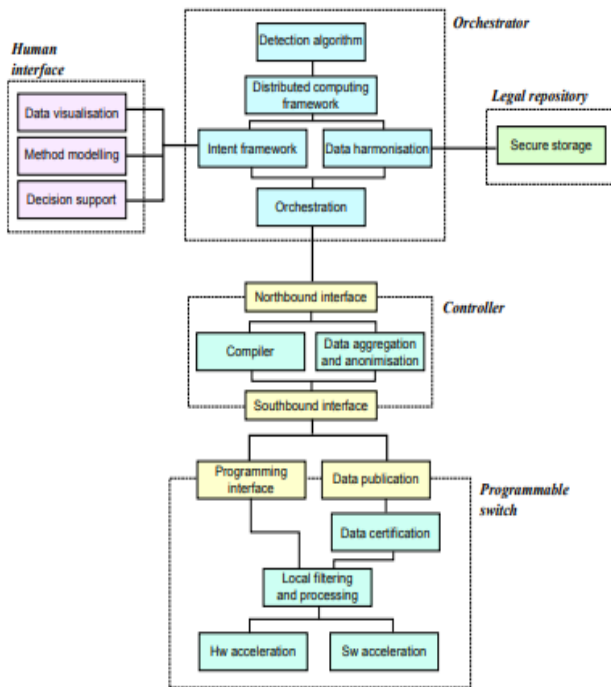 Orchestrator
Detection algorithm
Human
interface
Distributed computing
framework
Legal repository
Data visualisation
Method modelling
Decision support
Intent framework
Data harmonisation
Secure storage
Orchestration
Northbound interface
Controller
Compiler
Data aggregation
and anonimisation
Southbound interface
Programming
interface
Data publication
Programmable
switch
Data certification
Local filtering
and processing
Hw acceleration
Sw acceleration